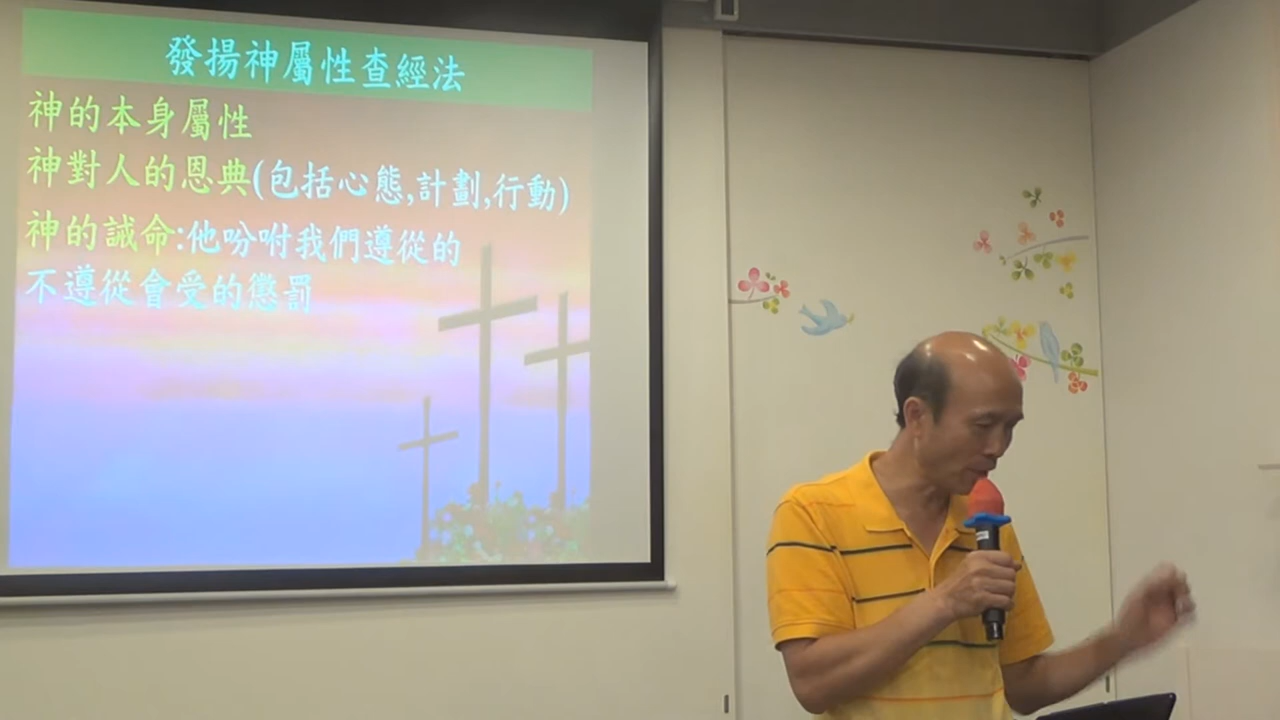 發揚神屬性查經法
神的本身屬性
神對人的恩典(包括心態,計劃,行動)
神的誡命:他吩咐我們遵從的
不遵從會受的懲罰